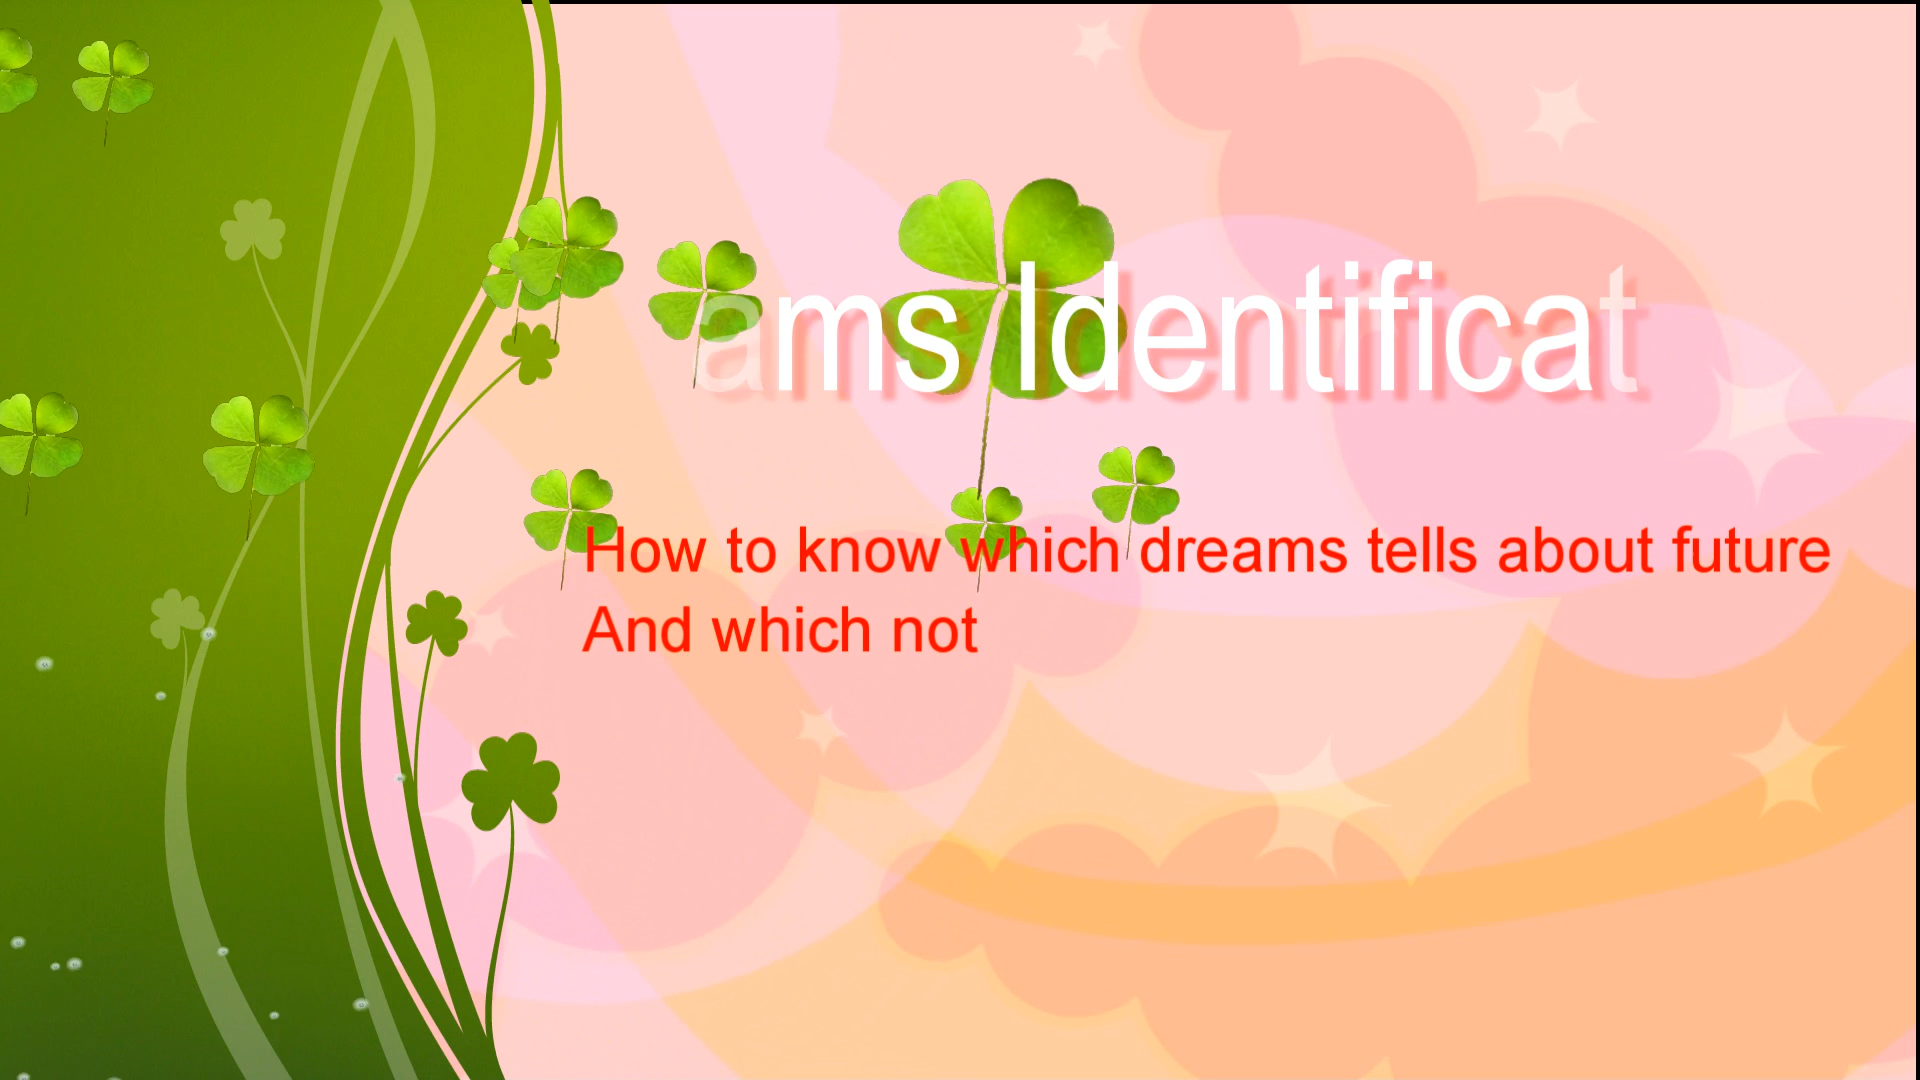 ams Identificat
How to know which dreams tells about future
And which not